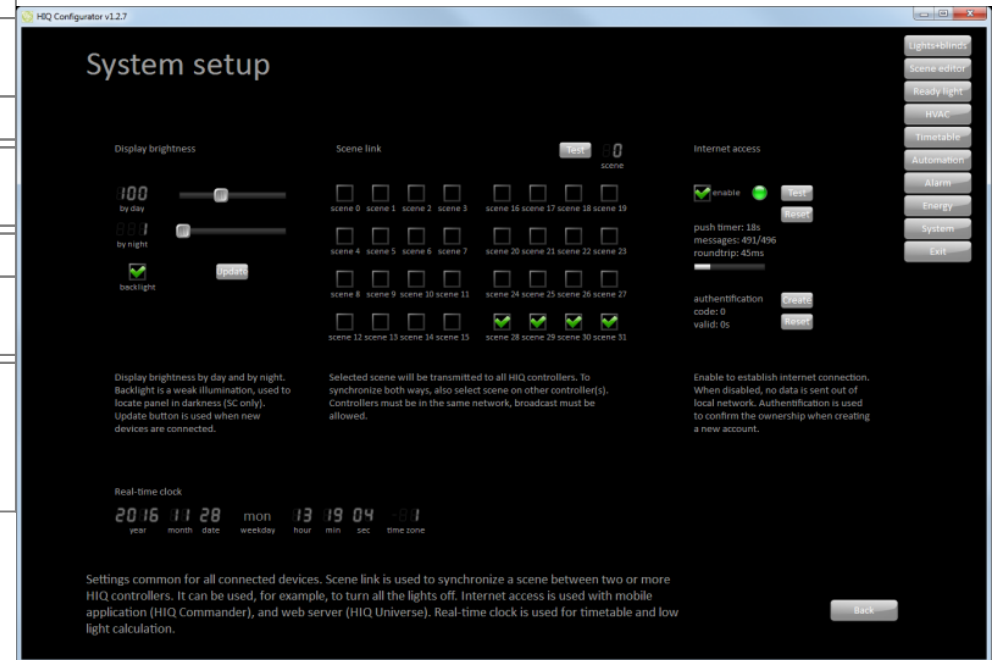 HIQ Configurator v1.2.7
System setup
Lights+blinds
Scene editor
Ready light
HVAC
Timetable
Automation
Alarm
Energy
System
Exit
Display brightness
100
by day
1
by night
backlight
Update
Scene link
Test
0
scene
scene 0 scene 1 scene 2 scene 3 scene 16 scene 17 scene 18 scene 19
scene 4 scene 5 scene 6 scene 7 scene 20 scene 21 scene 22 scene 23
scene 8 scene 9 scene 10 scene 11 scene 24 scene 25 scene 26 scene 27
scene 12 scene 13 scene 14 scene 15 scene 28 scene 29 scene 30 scene 31
Internet access
enable
Test
Reset
push timer: 18s
messages: 491/496
roundtrip: 45ms
authentification
code: 0
valid: 0s
Create
Reset
Display brightness by day and by night.
Backlight is a weak illumination, used to
locate panel in darkness (SC only).
Update button is used when new
devices are connected.
Selected scene will be transmitted to all HIQ controllers. To
synchronize both ways, also select scene on other controller(s).
Controllers must be in the same network, broadcast must be
allowed.
Enable to establish internet connection.
When disabled, no data is sent out of
local network. Authentification is used
to confirm the ownership when creating
a new account.
Real-time clock
2016 11 28 mon 13 19 04 1
year month date weekday hour min sec time zone
Settings common for all connected devices. Scene link is used to synchronize a scene between two or more
HIQ controllers. It can be used, for example, to turn all the lights off. Internet access is used with mobile
application (HIQ Commander), and web server (HIQ Universe). Real-time clock is used for timetable and low
light calculation.
Back